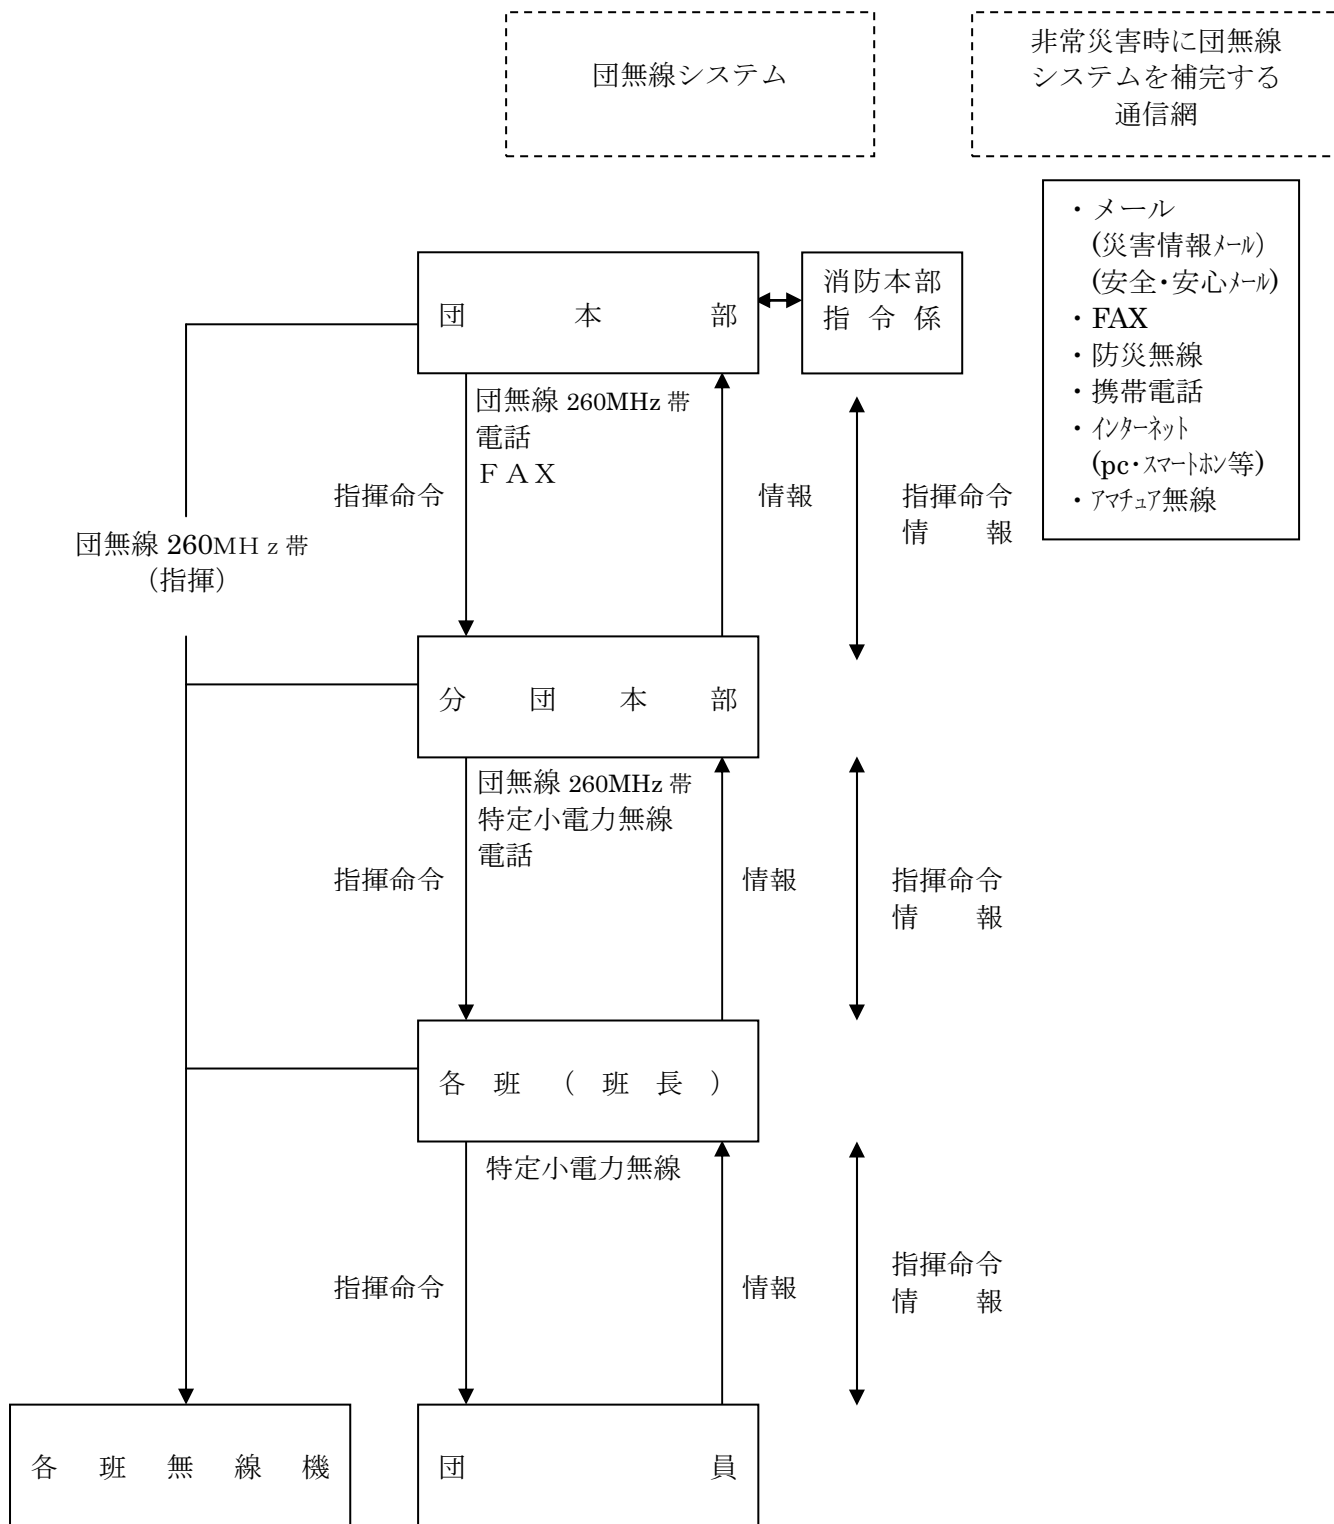 団無線システム
非常災害時に団無線
システムを補完する
通信網
・メール
(災害情報ﾒｰﾙ)
(安全・安心ﾒｰﾙ)
・FAX
・防災無線
・携帯電話
・ｲﾝﾀｰﾈｯﾄ
(pc・ｽﾏｰﾄﾎﾝ等)
・ｱﾏﾁｭｱ無線
団本部
消防本部
指令係
団無線 260MHz 帯
電話
ＦＡＸ
指揮命令
情報
指揮命令
情報
団無線 260MHｚ帯
（指揮）
分団本部
団無線 260MHz 帯
特定小電力無線
電話
指揮命令
情報
指揮命令
情報
各班（班長）
特定小電力無線
指揮命令
情報
指揮命令
情報
各班無線機
団員